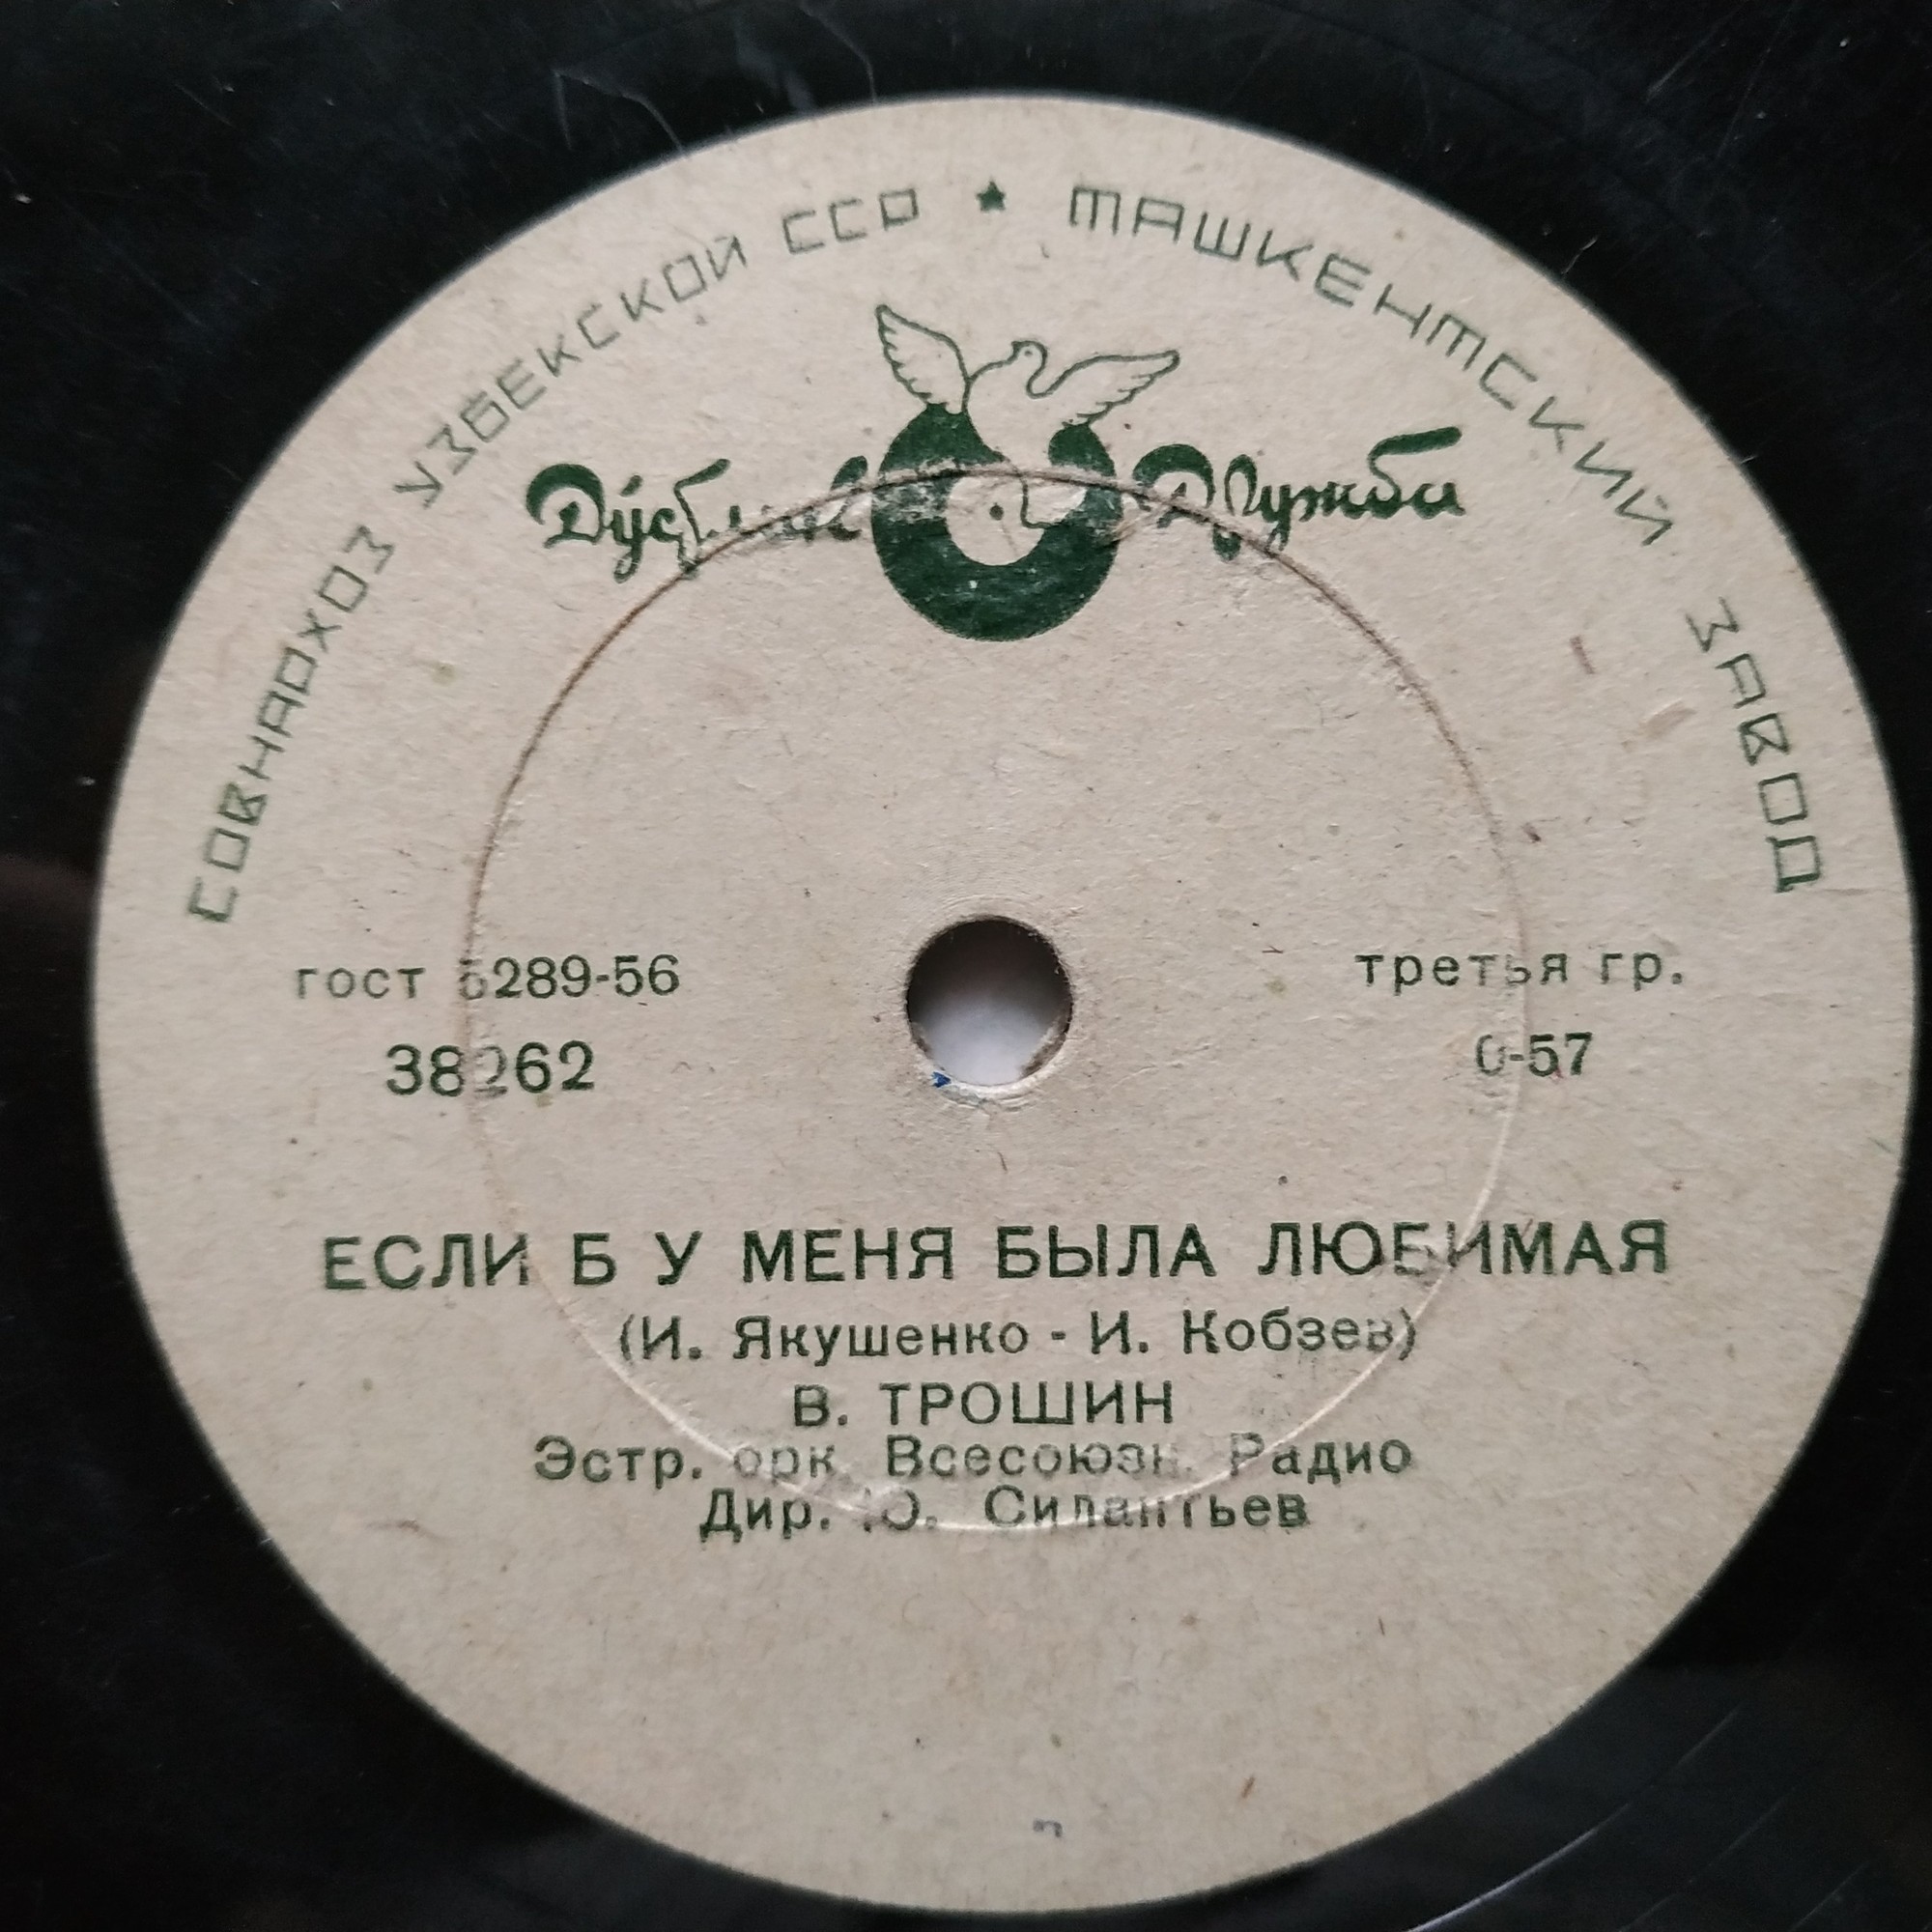 СОВНАРХОЗ УЗБЕКСКОЙ ССР ★ ТАШКЕНТСКИЙ ЗАВОД
Дружба
гост 5289-56
третья гр.
38262
0-57
ЕСЛИ Б У МЕНЯ БЫЛА ЛЮБИМАЯ
(И. Якушенко - И. Кобзев)
В. ТРОШИН
Эстр. орк. Всесоюзн. Радио
Дир. Ю. Силантьев